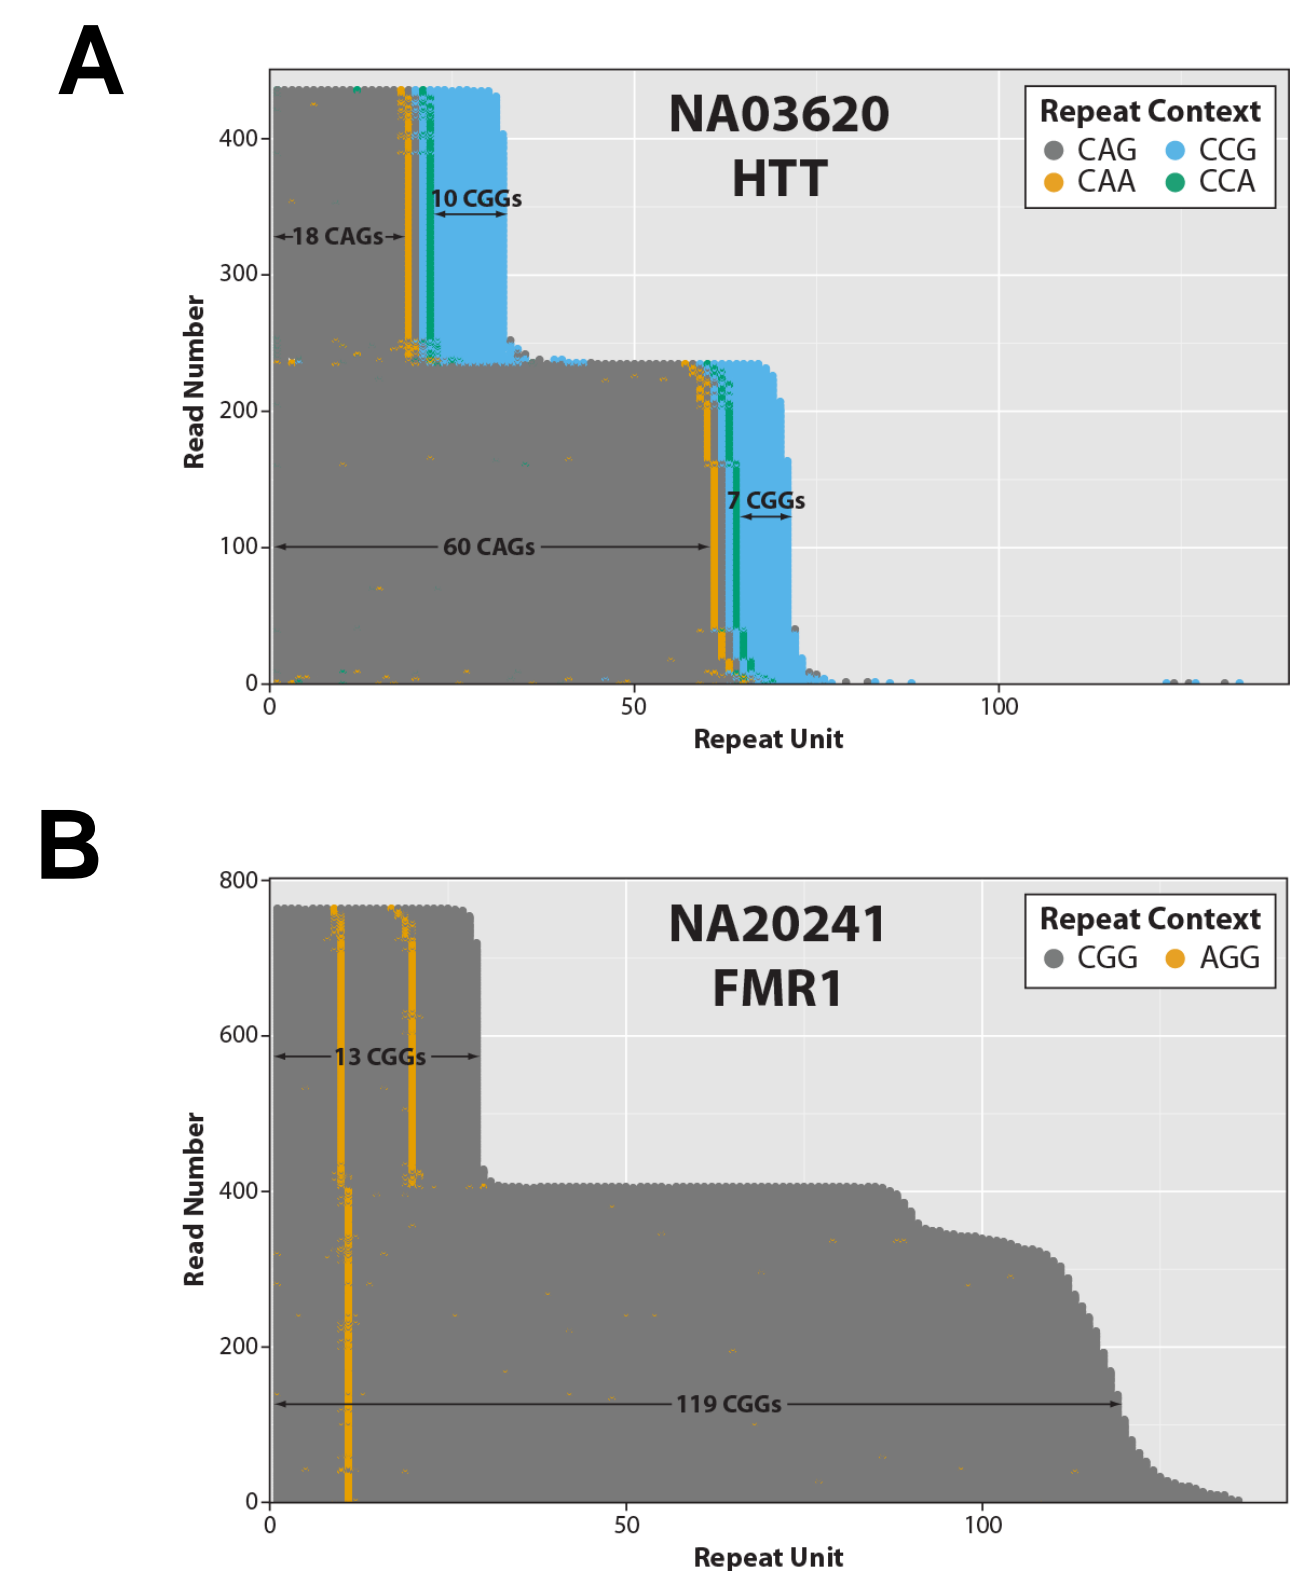 A
NA03620
HTT
Repeat Context
CAG CCG
CAA CCA
10 CGGs
18 CAGs
7 CGGs
60 CAGs
Read Number
400
300
200
100
0
0 50 100
Repeat Unit
B
NA20241
FMR1
Repeat Context
CGG AGG
13 CGGs
119 CGGs
Read Number
800
600
400
200
0
0 50 100
Repeat Unit